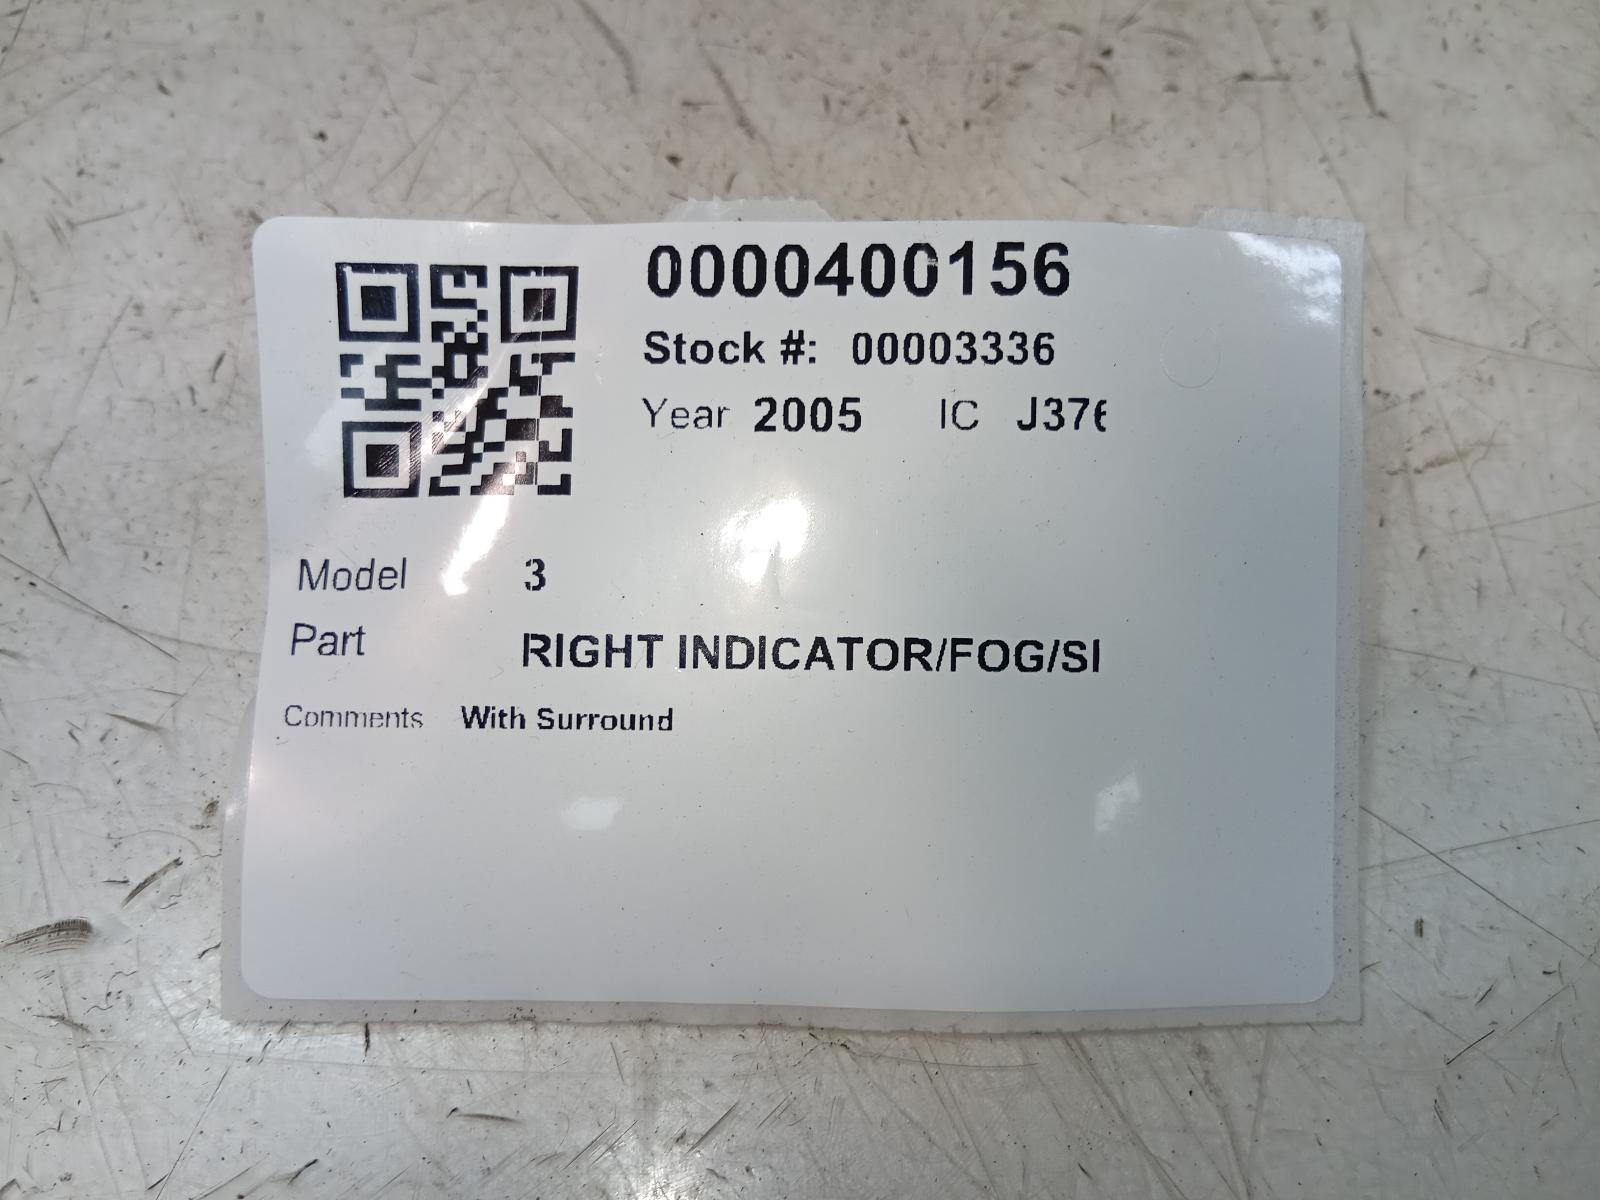 0000400156
Stock #: 00003336
Year 2005 IC J376
Model 3
Part RIGHT INDICATOR/FOG/SI
Comments With Surround